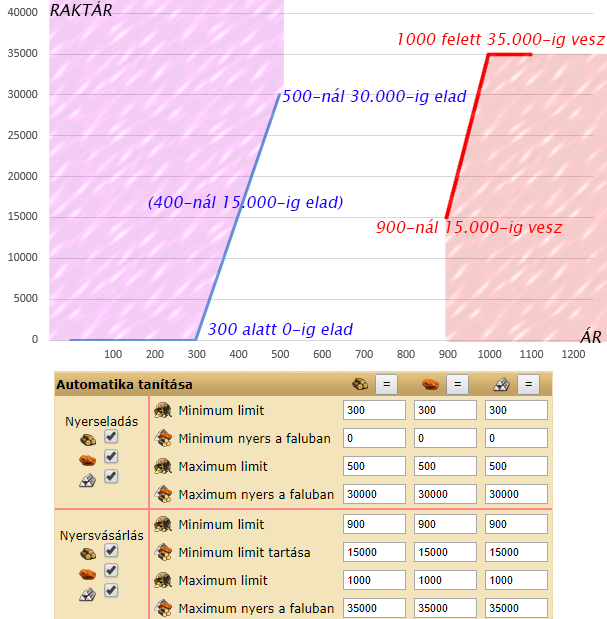 RAKTÁR
40000
35000
30000
25000
20000
15000
10000
5000
0
1000 felett 35.000-ig vesz
500-nál 30.000-ig elad
(400-nál 15.000-ig elad)
900-nál 15.000-ig vesz
300 alatt 0-ig elad
ÁR
100 200 300 400 500 600 700 800 900 1000 1100 1200
Automatika tanítása = = =
Nyerseladás
Minimum limit 300 300 300
Minimum nyers a faluban 0 0 0
Maximum limit 500 500 500
Maximum nyers a faluban 30000 30000 30000
Nyersvásárlás
Minimum limit 900 900 900
Minimum limit tartása 15000 15000 15000
Maximum limit 1000 1000 1000
Maximum nyers a faluban 35000 35000 35000